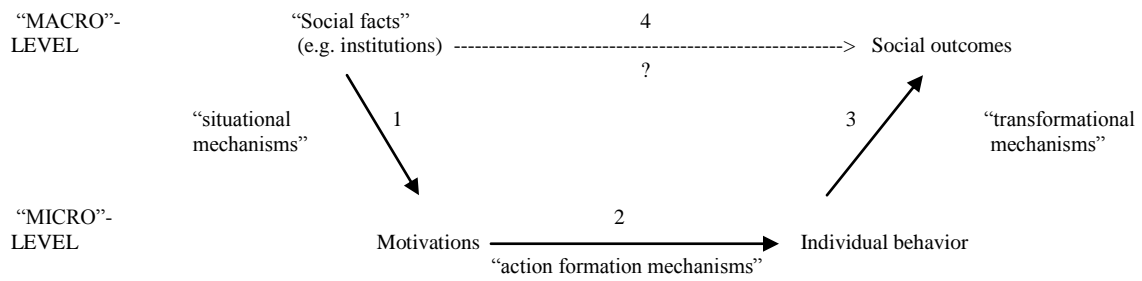 “MACRO”-
LEVEL
“Social facts”
(e.g. institutions)
4
----------------------------------------------------------->
?
Social outcomes
“situational
mechanisms”
1
3
“transformational
mechanisms”
“MICRO”-
LEVEL
Motivations
2
“action formation mechanisms”
Individual behavior